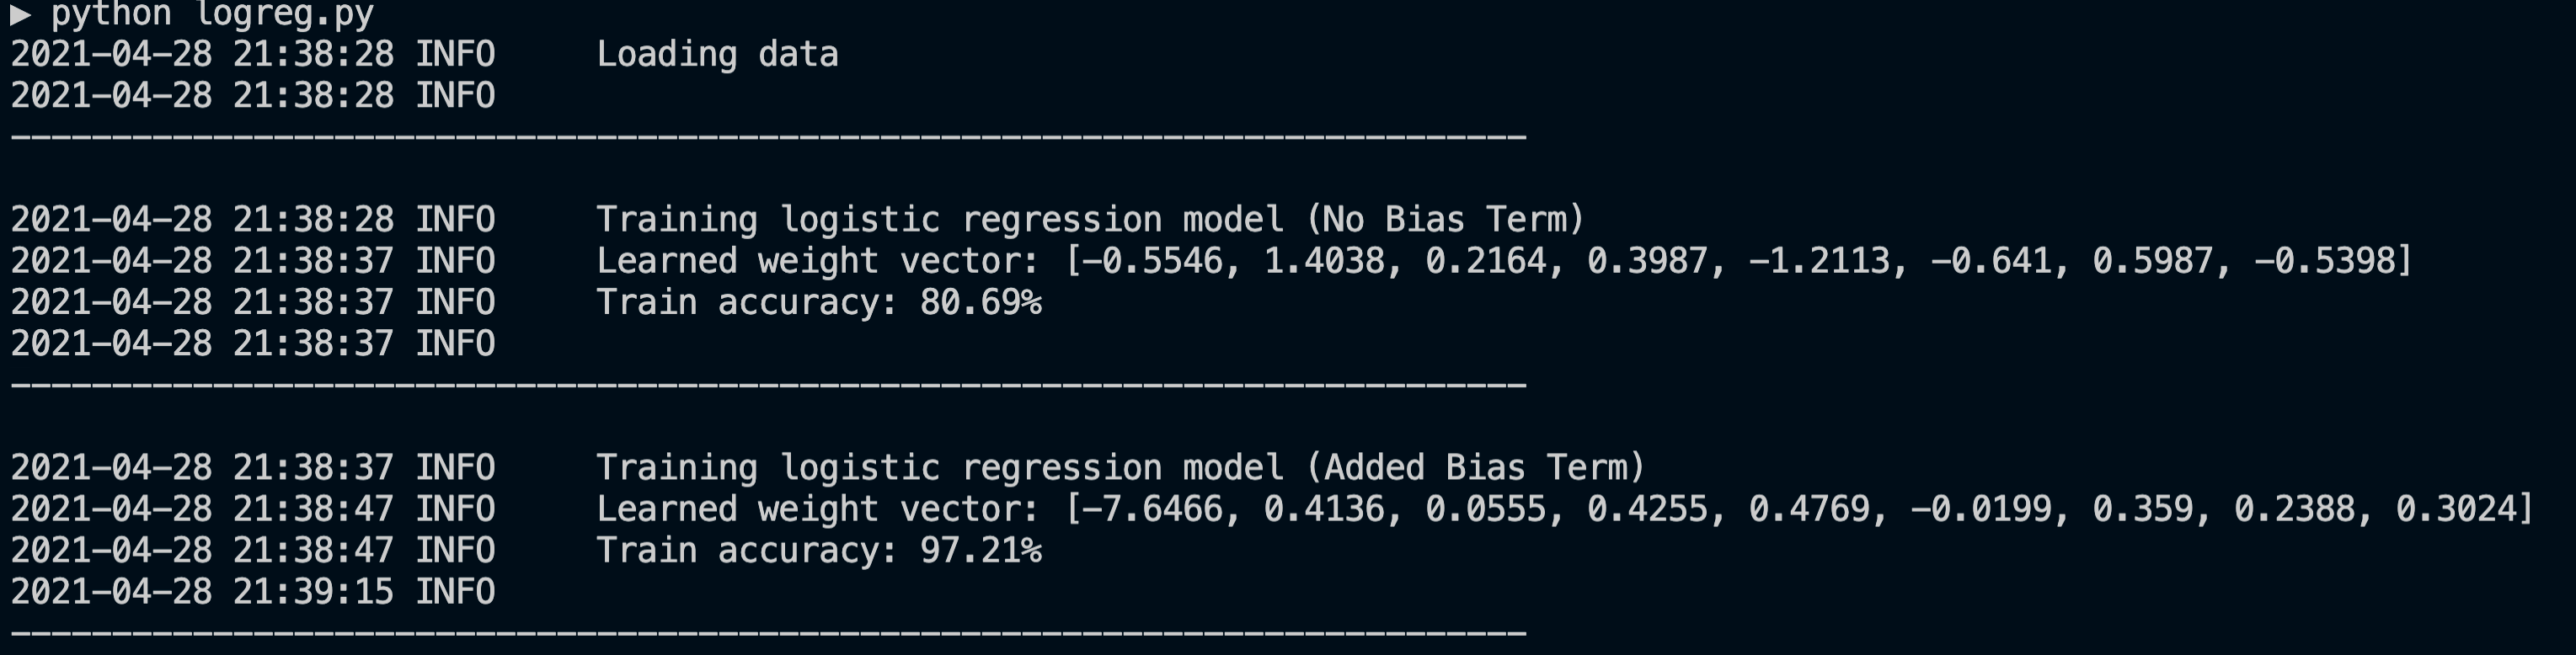 ▶ python logreg.py
2021-04-28 21:38:28 INFO     Loading data
2021-04-28 21:38:28 INFO
---------------------------------------------------------------------------
2021-04-28 21:38:28 INFO     Training logistic regression model (No Bias Term)
2021-04-28 21:38:37 INFO     Learned weight vector: [-0.5546, 1.4038, 0.2164, 0.3987, -1.2113, -0.641, 0.5987, -0.5398]
2021-04-28 21:38:37 INFO     Train accuracy: 80.69%
2021-04-28 21:38:37 INFO
---------------------------------------------------------------------------
2021-04-28 21:38:37 INFO     Training logistic regression model (Added Bias Term)
2021-04-28 21:38:47 INFO     Learned weight vector: [-7.6466, 0.4136, 0.0555, 0.4255, 0.4769, -0.0199, 0.359, 0.2388, 0.3024]
2021-04-28 21:38:47 INFO     Train accuracy: 97.21%
2021-04-28 21:39:15 INFO
---------------------------------------------------------------------------